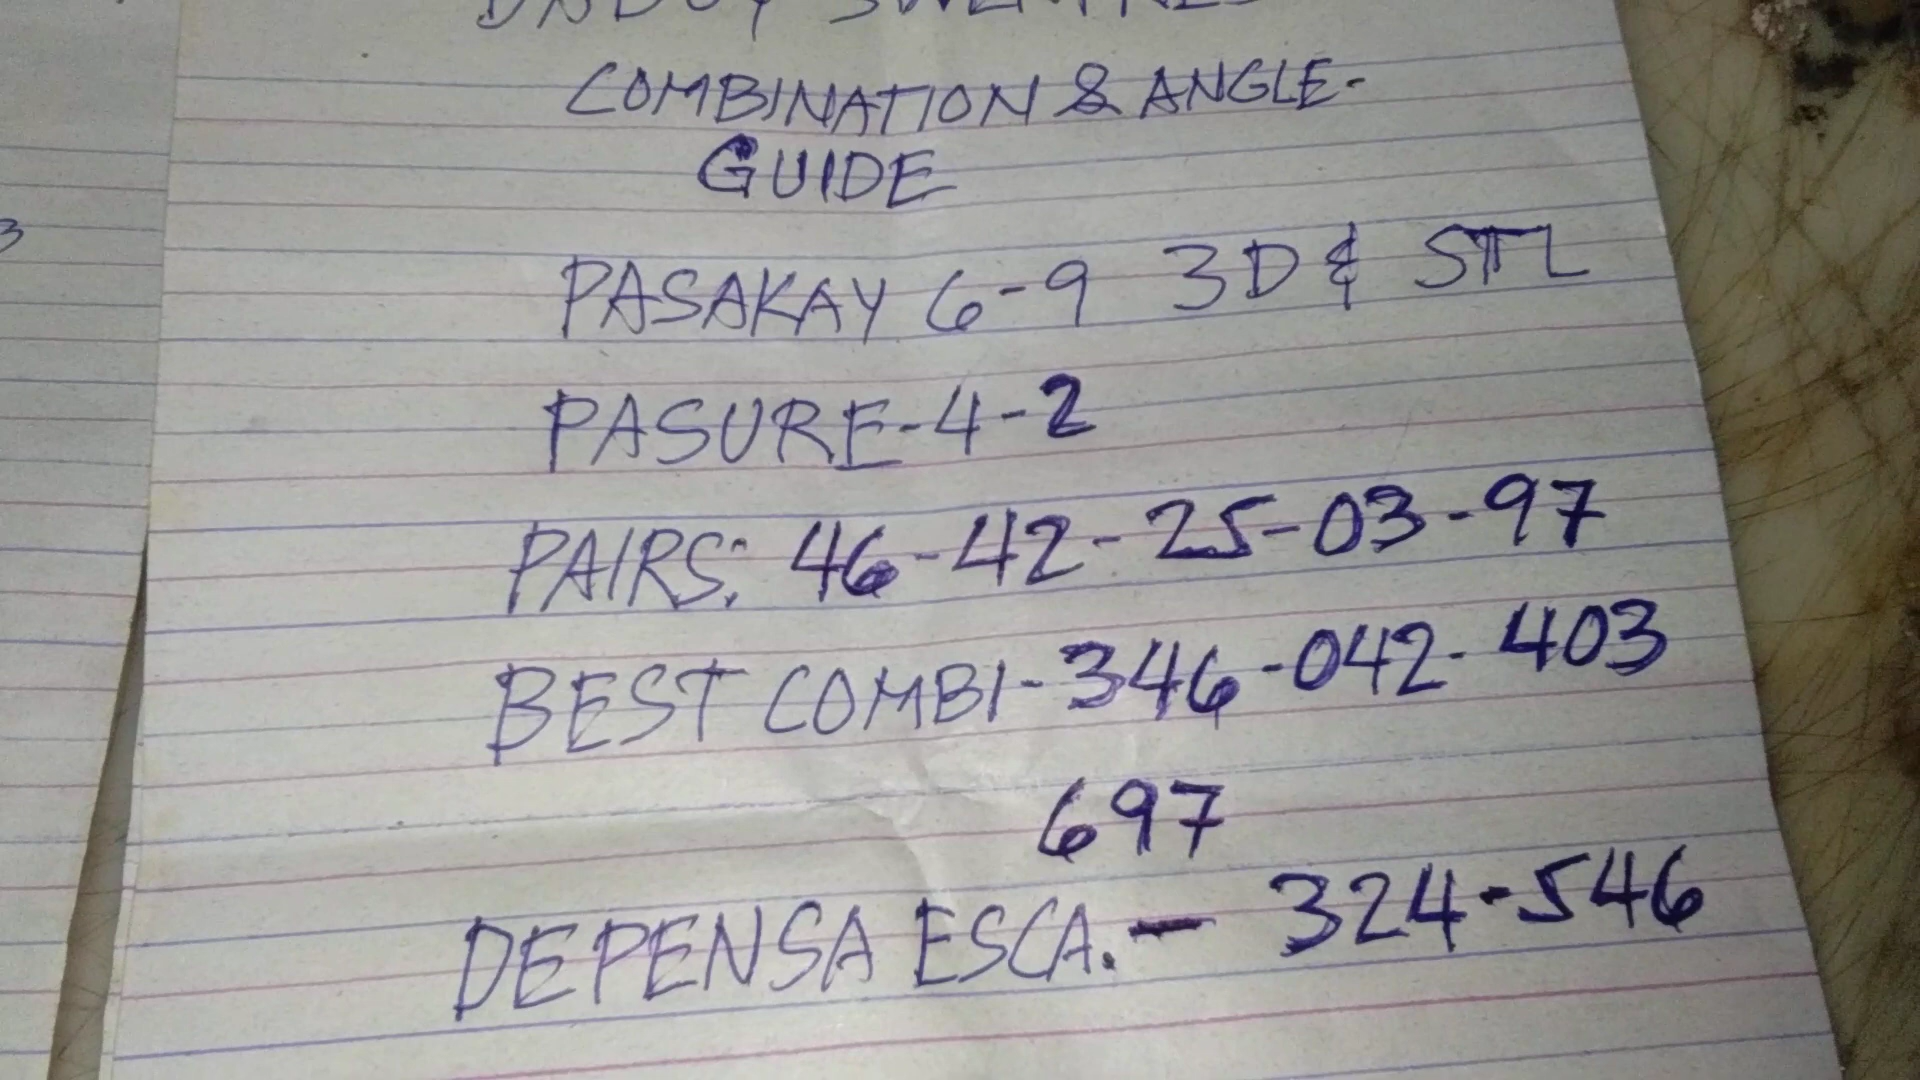 COMBINATION & ANGLE-
GUIDE
PASAKAY 6-9 3D & STL
PASURE-4-2
PAIRS: 46-42-25-03-97
BEST COMBI-346-042-403
697
DEPENSA ESCA.- 324-546
3